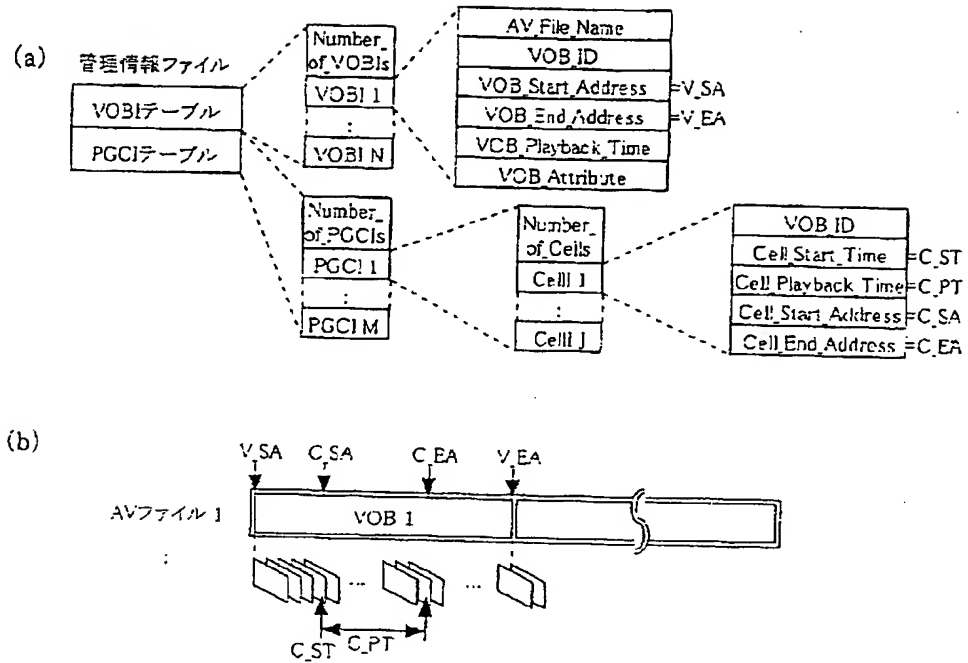 (a)
管理情報ファイル
VOBIテーブル
PGCIテーブル
Number_
of_VOBIs
VOBI 1
:
VOBI N
AV_File_Name
VOB_ID
VOB_Start_Address =V_SA
VOB_End_Address =V_EA
VOB_Playback_Time
VOB_Attribute
Number_
of_PGCIs
PGCI 1
:
PGCI M
Number_
of_Cells
CellI 1
:
CellI J
VOB_ID
Cell_Start_Time =C_ST
Cell_Playback_Time =C_PT
Cell_Start_Address =C_SA
Cell_End_Address =C_EA
(b)
V_SA C_SA C_EA V_EA
AVファイル 1 VOB 1
:
... ...
C_ST C_PT